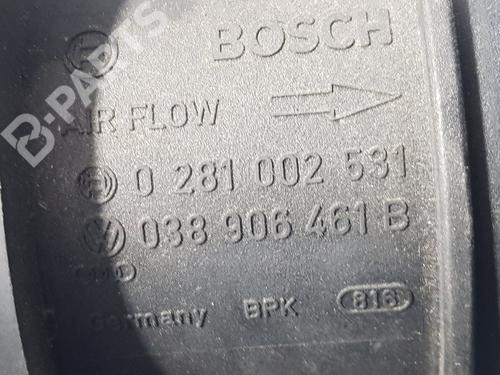 B-PARTS
BOSCH
AIR FLOW
0 281 002 531
038 906 461 B
Germany BPK 816